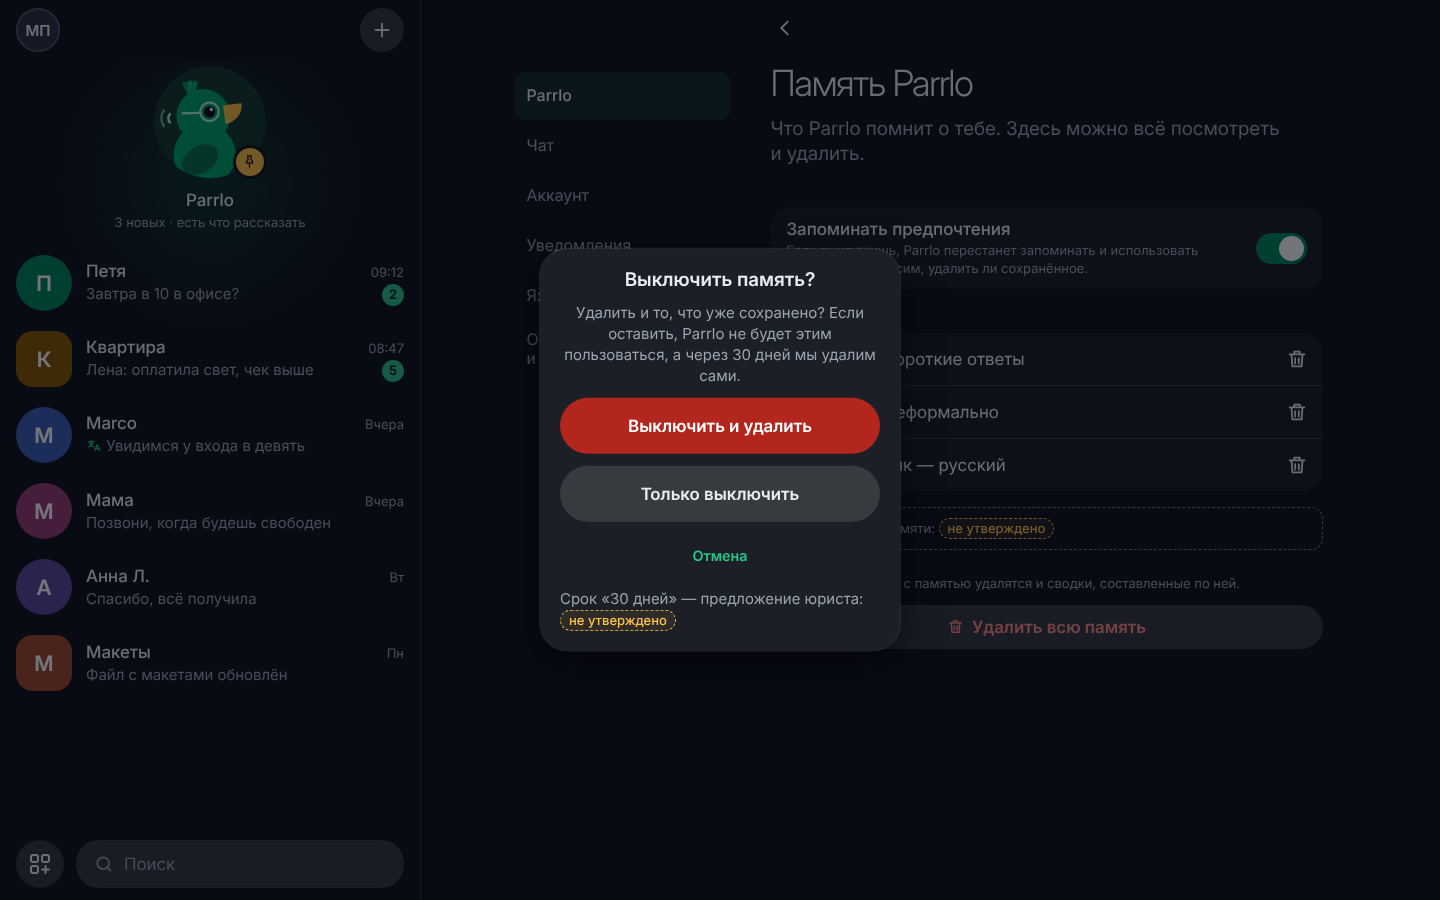 МП
Parrlo
3 новых · есть что рассказать
Петя
09:12
Завтра в 10 в офисе?
2
П
Квартира
08:47
Лена: оплатила свет, чек выше
5
К
Marco
Вчера
Увидимся у входа в девять
M
Мама
Вчера
Позвони, когда будешь свободен
М
Анна Л.
Вт
Спасибо, всё получила
А
Макеты
Пн
Файл с макетами обновлён
М
Поиск
Parrlo
Чат
Аккаунт
Уведомления
Память Parrlo
Что Parrlo помнит о тебе. Здесь можно всё посмотреть
и удалить.
Запоминать предпочтения
Parrlo перестанет запоминать и использовать
удалить ли сохранённое.
ответы
— русский
не утверждено
с памятью удалятся и сводки, составленные по ней.
Удалить всю память
Выключить память?
Удалить и то, что уже сохранено? Если
оставить, Parrlo не будет этим
пользоваться, а через 30 дней мы удалим
сами.
Выключить и удалить
Только выключить
Отмена
Срок «30 дней» — предложение юриста:
не утверждено